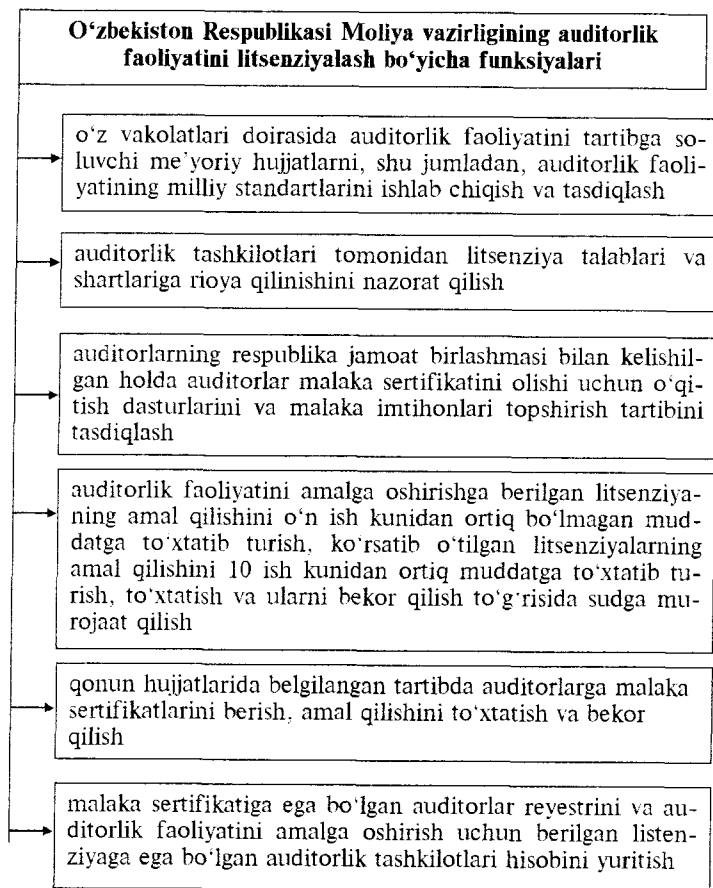 O‘zbekiston Respublikasi Moliya vazirligining auditorlik
faoliyatini litsenziyalash bo‘yicha funksiyalari
o‘z vakolatlari doirasida auditorlik faoliyatini tartibga so-
luvchi me’yoriy hujjatlarni, shu jumladan, auditorlik faoli-
yatining milliy standartlarini ishlab chiqish va tasdiqlash
auditorlik tashkilotlari tomonidan litsenziya talablari va
shartlariga rioya qilinishini nazorat qilish
auditorlarning respublika jamoat birlashmasi bilan kelishil-
gan holda auditorlar malaka sertifikatini olishi uchun o‘qi-
tish dasturlarini va malaka imtihonlari topshirish tartibini
tasdiqlash
auditorlik faoliyatini amalga oshirishga berilgan litsenziya-
ning amal qilishini o‘n ish kunidan ortiq bo‘lmagan mud-
datga to‘xtatib turish, ko‘rsatib o‘tilgan litsenziyalarning
amal qilishini 10 ish kunidan ortiq muddatga to‘xtatib tu-
rish, to‘xtatish va ularni bekor qilish to‘g‘risida sudga mu-
rojaat qilish
qonun hujjatlarida belgilangan tartibda auditorlarga malaka
sertifikatlarini berish, amal qilishini to‘xtatish va bekor
qilish
malaka sertifikatiga ega bo‘lgan auditorlar reyestrini va au-
ditorlik faoliyatini amalga oshirish uchun berilgan listen-
ziyaga ega bo‘lgan auditorlik tashkilotlari hisobini yuritish